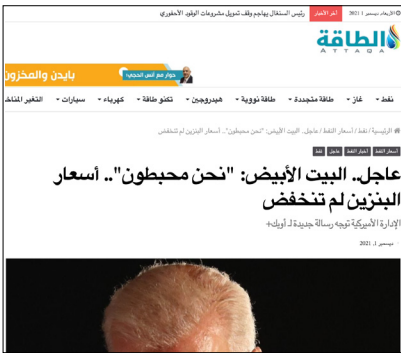 الأربعاء, ديسمبر 1 2021 أخر الأخبار رئيس السنغال يهاجم وقف تمويل مشروعات الوقود الأحفوري
الطاقة
ATTAQA
حوار مع أنس الحجي: بايدن والمخزون
نفط غاز طاقة متجددة طاقة نووية هيدروجين تكنو طاقة كهرباء سيارات التغير المناخ
الرئيسية / نفط / أسعار النفط / عاجل.. البيت الأبيض: "نحن محبطون".. أسعار البنزين لم تنخفض
أسعار النفط أخبار النفط عاجل نفط
عاجل.. البيت الأبيض: "نحن محبطون".. أسعار
البنزين لم تنخفض
الإدارة الأميركية توجه رسالة جديدة لـ أوبك+
ديسمبر 1, 2021